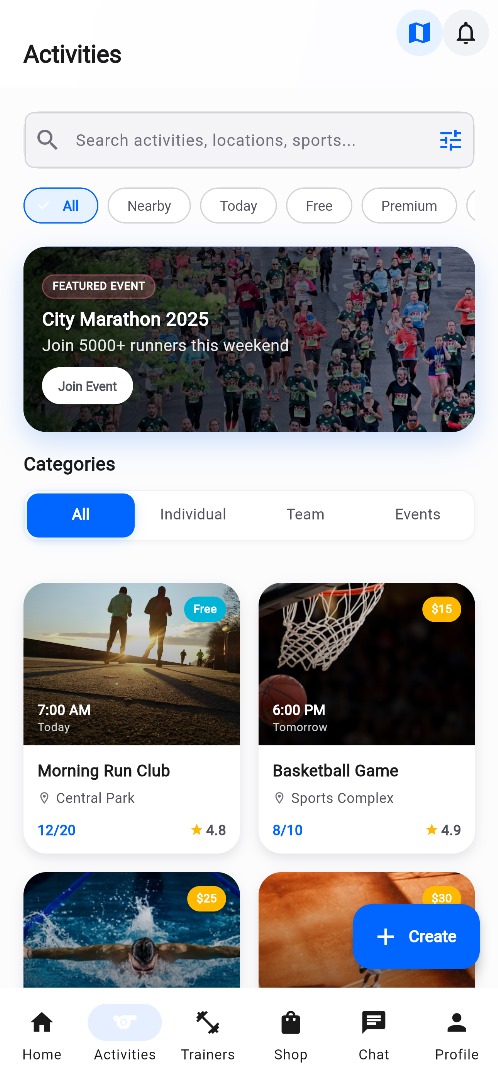 Activities
Search activities, locations, sports...
All
Nearby
Today
Free
Premium
FEATURED EVENT
City Marathon 2025
Join 5000+ runners this weekend
Join Event
Categories
All
Individual
Team
Events
Free
7:00 AM
Today
Morning Run Club
Central Park
12/20
4.8
$15
6:00 PM
Tomorrow
Basketball Game
Sports Complex
8/10
4.9
$25
$30
Create
Home
Activities
Trainers
Shop
Chat
Profile